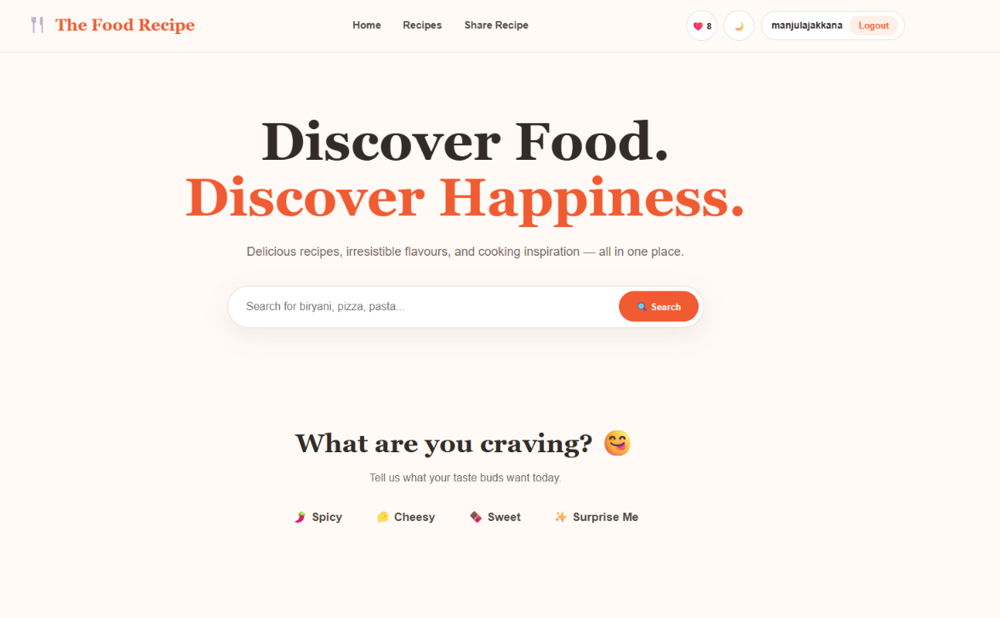 The Food Recipe
Home Recipes Share Recipe
8
manjulajakkana Logout
Discover Food.
Discover Happiness.
Delicious recipes, irresistible flavours, and cooking inspiration — all in one place.
Search for biryani, pizza, pasta...
Search
What are you craving?
Tell us what your taste buds want today.
Spicy Cheesy Sweet Surprise Me